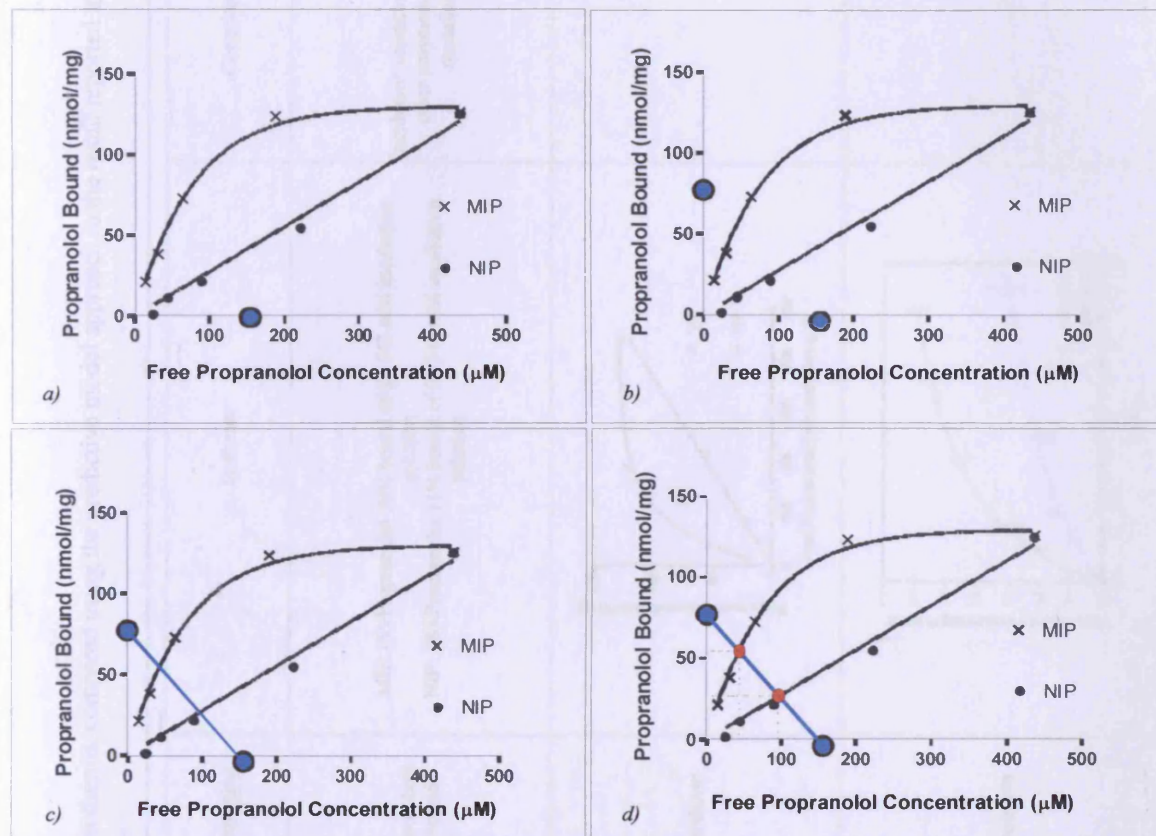 150
100
50
0
0 100 200 300 400 500
Propranolol Bound (nmol/mg)
Free Propranolol Concentration (µM)
MIP
NIP
a)
150
100
50
0
0 100 200 300 400 500
Propranolol Bound (nmol/mg)
Free Propranolol Concentration (µM)
MIP
NIP
b)
150
100
50
0
0 100 200 300 400 500
Propranolol Bound (nmol/mg)
Free Propranolol Concentration (µM)
MIP
NIP
c)
150
100
50
0
0 100 200 300 400 500
Propranolol Bound (nmol/mg)
Free Propranolol Concentration (µM)
MIP
NIP
d)